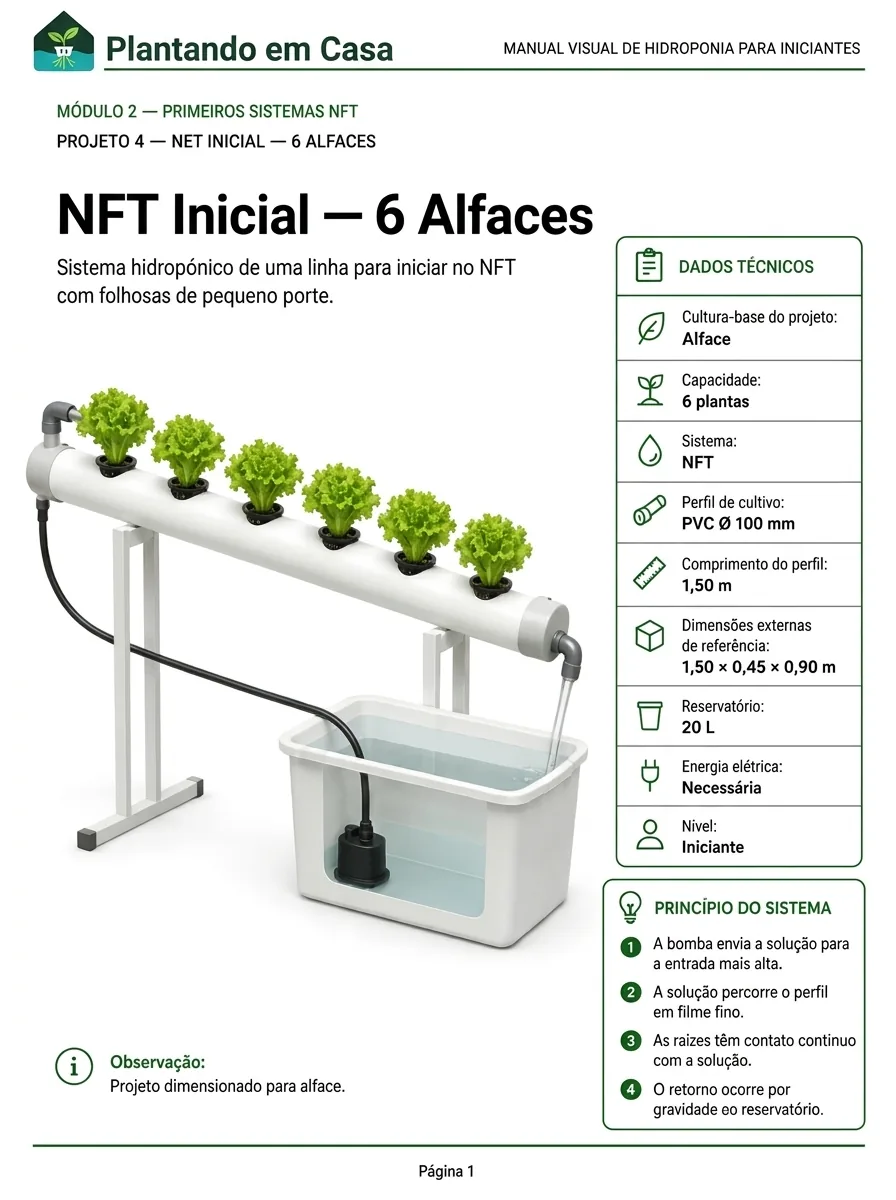 Plantando em Casa
MANUAL VISUAL DE HIDROPONIA PARA INICIANTES
MÓDULO 2 — PRIMEIROS SISTEMAS NFT
PROJETO 4 — NET INICIAL — 6 ALFACES
NFT Inicial — 6 Alfaces
Sistema hidropónico de uma linha para iniciar no NFT
com folhosas de pequeno porte.
DADOS TÉCNICOS
Cultura-base do projeto:
Alface
Capacidade:
6 plantas
Sistema:
NFT
Perfil de cultivo:
PVC Ø 100 mm
Comprimento do perfil:
1,50 m
Dimensões externas
de referência:
1,50 × 0,45 × 0,90 m
Reservatório:
20 L
Energia elétrica:
Necessária
Nivel:
Iniciante
PRINCÍPIO DO SISTEMA
1 A bomba envia a solução para
a entrada mais alta.
2 A solução percorre o perfil
em filme fino.
3 As raizes têm contato continuo
com a solução.
4 O retorno ocorre por
gravidade eo reservatório.
i
Observação:
Projeto dimensionado para alface.
Página 1